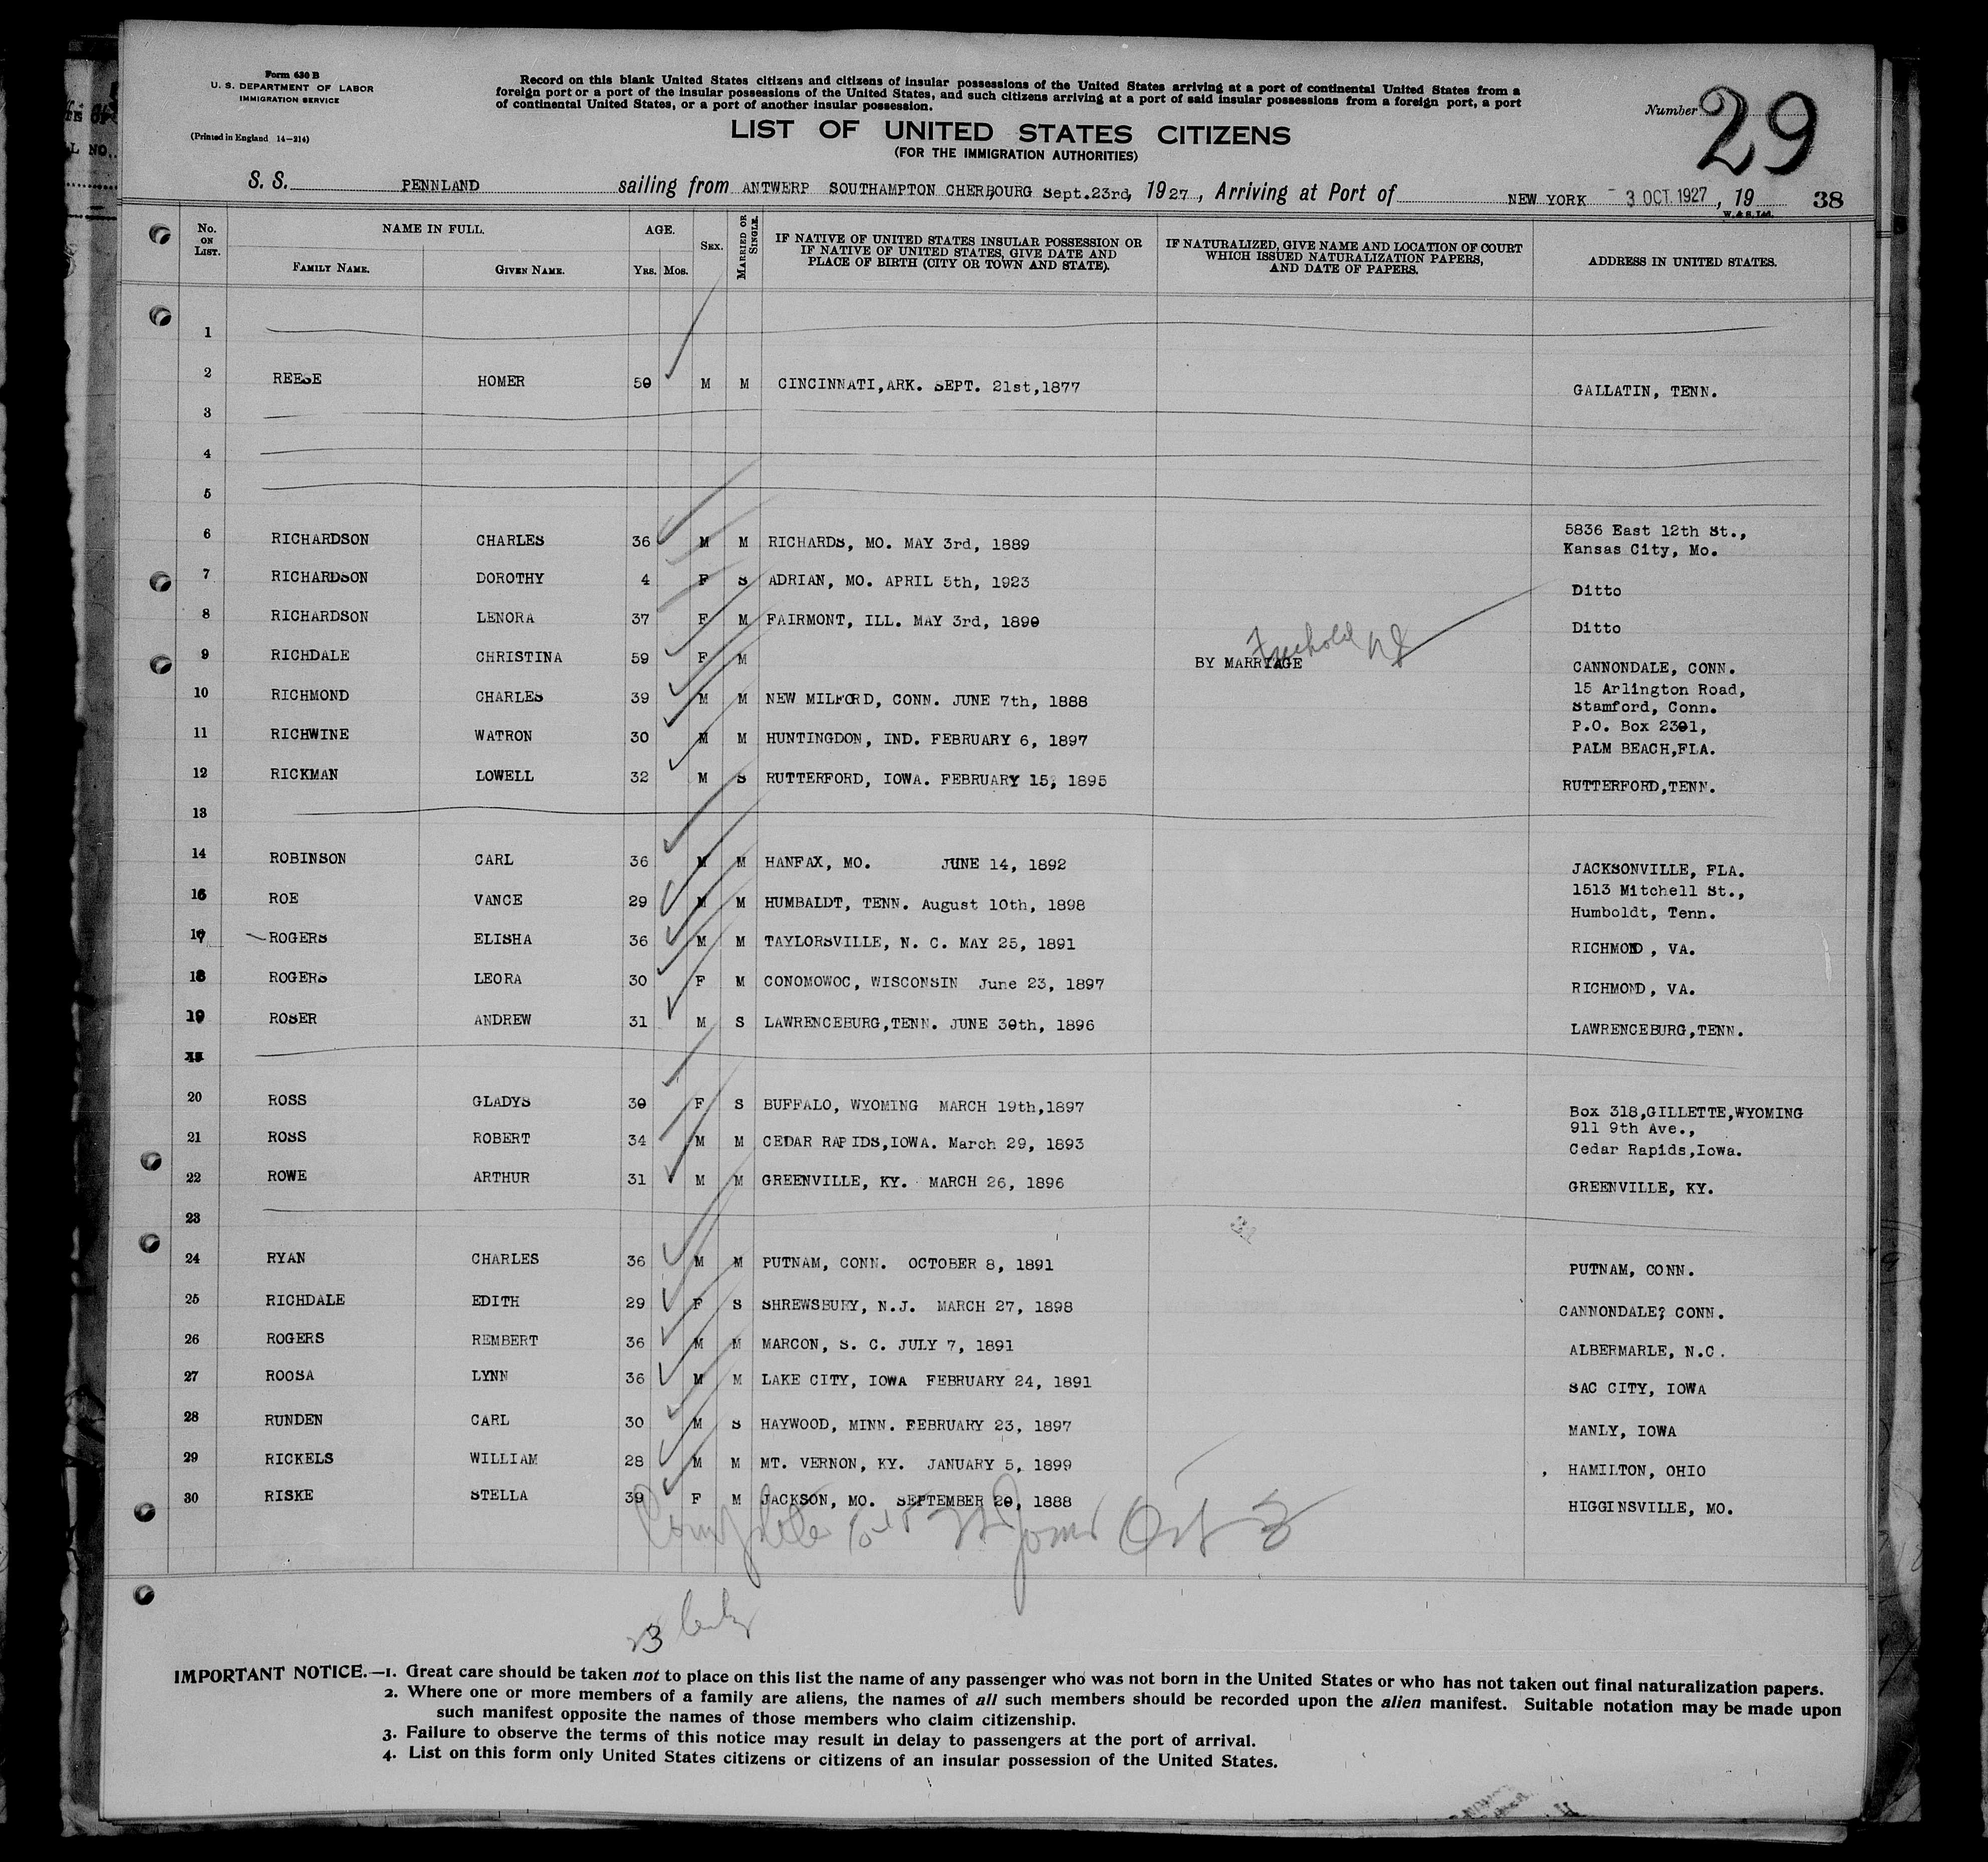 Form 630 B
U. S. DEPARTMENT OF LABOR
IMMIGRATION SERVICE
(Printed in England 14—214)
Record on this blank United States citizens and citizens of insular possessions of the United States arriving at a port of continental United States from a
foreign port or a port of the insular possessions of the United States, and such citizens arriving at a port of said insular possessions from a foreign port, a port
of continental United States, or a port of another insular possession.
Number 29
LIST OF UNITED STATES CITIZENS
(FOR THE IMMIGRATION AUTHORITIES)
S. S. PENNLAND sailing from ANTWERP SOUTHAMPTON CHERBOURG Sept.23rd, 1927, Arriving at Port of NEW YORK 3 OCT. 1927, 19 38
W. & S. Ltd.
No. ON LIST. NAME IN FULL. AGE. SEX. MARRIED OR SINGLE. IF NATIVE OF UNITED STATES INSULAR POSSESSION OR IF NATIVE OF UNITED STATES, GIVE DATE AND PLACE OF BIRTH (CITY OR TOWN AND STATE). IF NATURALIZED, GIVE NAME AND LOCATION OF COURT WHICH ISSUED NATURALIZATION PAPERS, AND DATE OF PAPERS. ADDRESS IN UNITED STATES.
FAMILY NAME. GIVEN NAME. YRS. MOS.
1
2 REESE HOMER 50 M M CINCINNATI,ARK. SEPT. 21st,1877 GALLATIN, TENN.
3
4
5
6 RICHARDSON CHARLES 36 M M RICHARDS, MO. MAY 3rd, 1889 5836 East 12th St., Kansas City, Mo.
7 RICHARDSON DOROTHY 4 F S ADRIAN, MO. APRIL 5th, 1923 Ditto
8 RICHARDSON LENORA 37 F M FAIRMONT, ILL. MAY 3rd, 1890 Ditto
9 RICHDALE CHRISTINA 59 F M BY MARRYAGE Freehold NJ CANNONDALE, CONN.
10 RICHMOND CHARLES 39 M M NEW MILFORD, CONN. JUNE 7th, 1888 15 Arlington Road, Stamford, Conn.
11 RICHWINE WATRON 30 M M HUNTINGDON, IND. FEBRUARY 6, 1897 P.O. Box 2301, PALM BEACH,FLA.
12 RICKMAN LOWELL 32 M S RUTTERFORD, IOWA. FEBRUARY 15, 1895 RUTTERFORD,TENN.
13
14 ROBINSON CARL 36 M M HANFAX, MO. JUNE 14, 1892 JACKSONVILLE, FLA.
16 ROE VANCE 29 M M HUMBALDT, TENN. August 10th, 1898 1513 Mitchell St., Humboldt, Tenn.
17 ROGERS ELISHA 36 M M TAYLORSVILLE, N. C. MAY 25, 1891 RICHMOND, VA.
18 ROGERS LEORA 30 F M CONOMOWOC, WISCONSIN June 23, 1897 RICHMOND, VA.
19 ROSER ANDREW 31 M S LAWRENCEBURG,TENN. JUNE 30th, 1896 LAWRENCEBURG,TENN.
20 ROSS GLADYS 30 F S BUFFALO, WYOMING MARCH 19th,1897 Box 318,GILLETTE,WYOMING
21 ROSS ROBERT 34 M M CEDAR RAPIDS,IOWA. March 29, 1893 911 9th Ave., Cedar Rapids,Iowa.
22 ROWE ARTHUR 31 M M GREENVILLE, KY. MARCH 26, 1896 GREENVILLE, KY.
23
24 RYAN CHARLES 36 M M PUTNAM, CONN. OCTOBER 8, 1891 PUTNAM, CONN.
25 RICHDALE EDITH 29 F S SHREWSBURY, N.J. MARCH 27, 1898 CANNONDALE? CONN.
26 ROGERS REMBERT 36 M M MARCON, S. C. JULY 7, 1891 ALBERMARLE, N.C.
27 ROOSA LYNN 36 M M LAKE CITY, IOWA FEBRUARY 24, 1891 SAC CITY, IOWA
28 RUNDEN CARL 30 M S HAYWOOD, MINN. FEBRUARY 23, 1897 MANLY, IOWA
29 RICKELS WILLIAM 28 M M MT. VERNON, KY. JANUARY 5, 1899 HAMILTON, OHIO
30 RISKE STELLA 39 F M JACKSON, MO. SEPTEMBER 20, 1888 HIGGINSVILLE, MO.
Complete Jones Oct 3
23
IMPORTANT NOTICE.—1. Great care should be taken not to place on this list the name of any passenger who was not born in the United States or who has not taken out final naturalization papers.
2. Where one or more members of a family are aliens, the names of all such members should be recorded upon the alien manifest. Suitable notation may be made upon
such manifest opposite the names of those members who claim citizenship.
3. Failure to observe the terms of this notice may result in delay to passengers at the port of arrival.
4. List on this form only United States citizens or citizens of an insular possession of the United States.